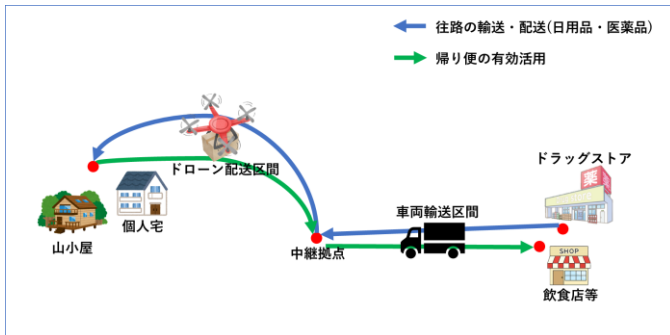 往路の輸送・配送(日用品・医薬品)
帰り便の有効活用
ドローン配送区間
ドラッグストア
薬
車両輸送区間
個人宅
山小屋
中継拠点
SHOP
飲食店等